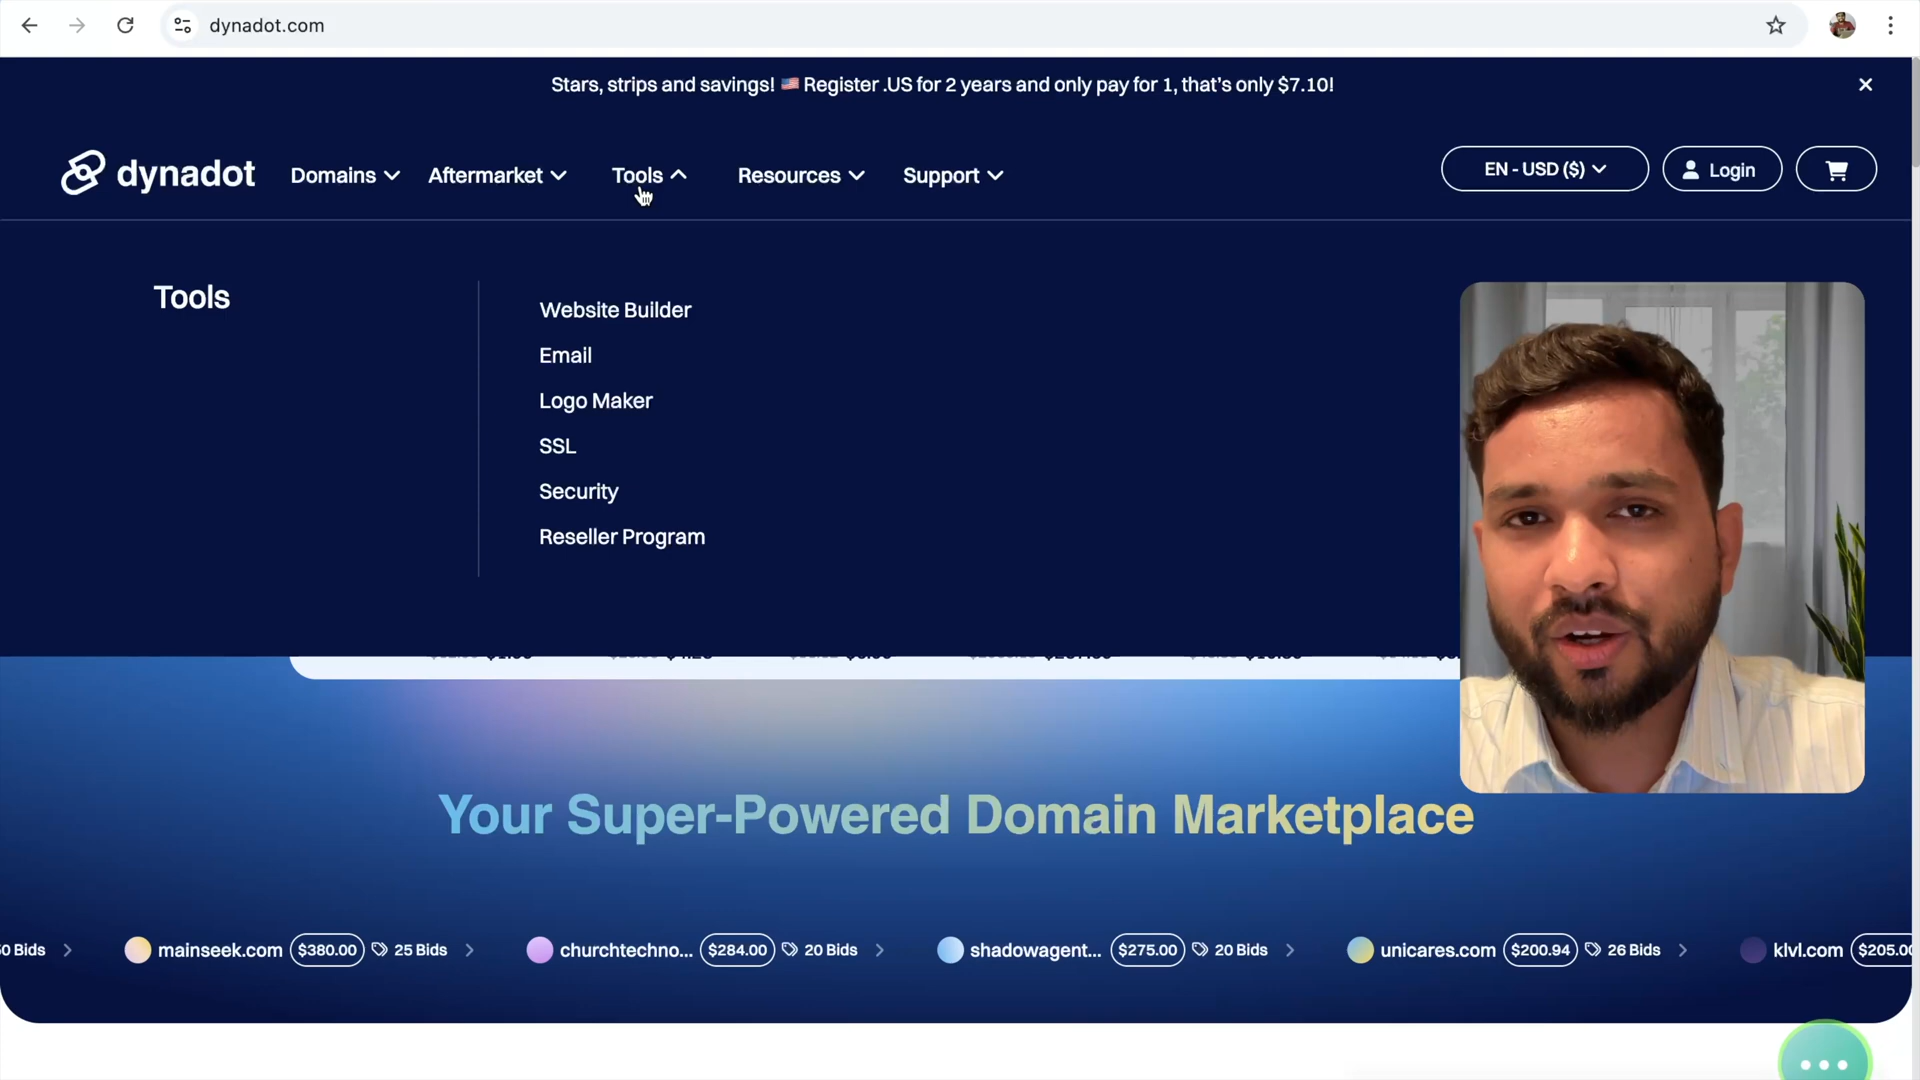 dynadot.com
Stars, strips and savings! 🇺🇸 Register .US for 2 years and only pay for 1, that's only $7.10!
dynadot Domains Aftermarket Tools Resources Support EN - USD ($) Login
Tools
Website Builder
Email
Logo Maker
SSL
Security
Reseller Program
Your Super-Powered Domain Marketplace
0 Bids mainseek.com $380.00 25 Bids churchtechno... $284.00 20 Bids shadowagent... $275.00 20 Bids unicares.com $200.94 26 Bids klvl.com